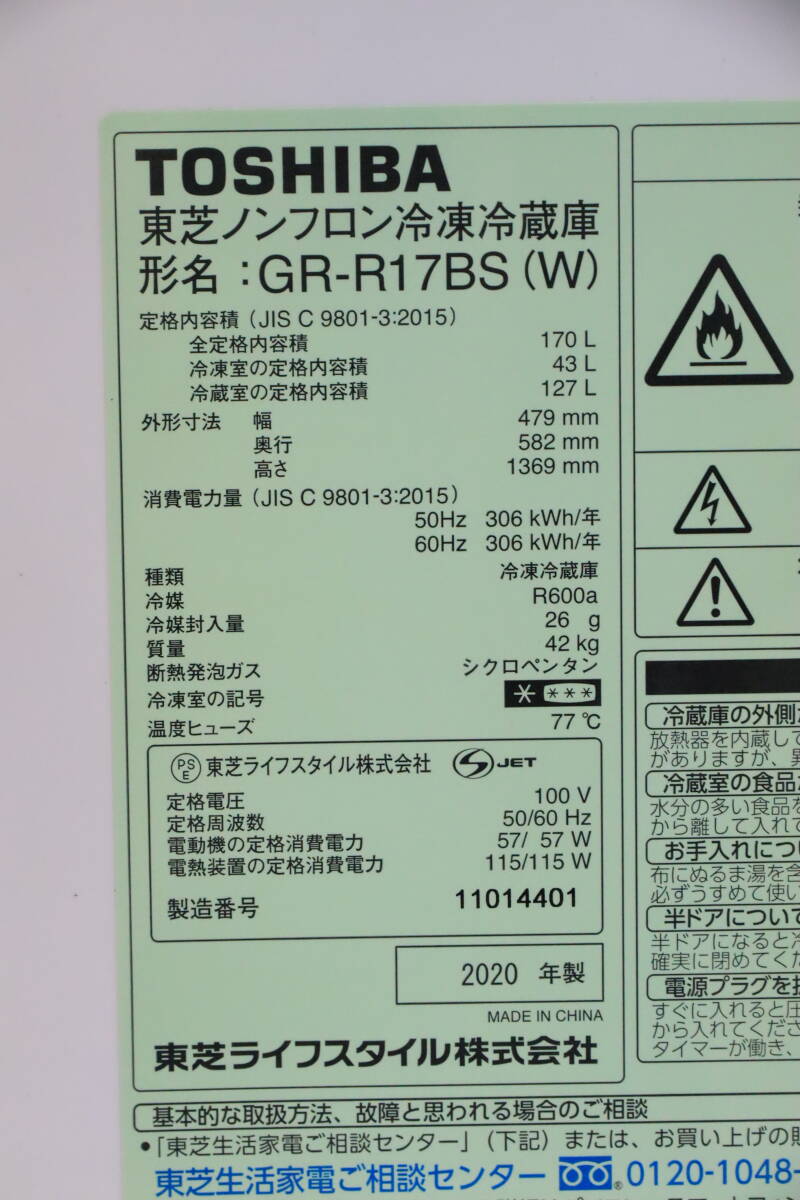 TOSHIBA
東芝ノンフロン冷凍冷蔵庫
形名：GR-R17BS (W)
定格内容積 (JIS C 9801-3:2015)
全定格内容積 170 L
冷凍室の定格内容積 43 L
冷蔵室の定格内容積 127 L
外形寸法 幅 479 mm
奥行 582 mm
高さ 1369 mm
消費電力量 (JIS C 9801-3:2015)
50Hz 306 kWh/年
60Hz 306 kWh/年
種類 冷凍冷蔵庫
冷媒 R600a
冷媒封入量 26 g
質量 42 kg
断熱発泡ガス シクロペンタン
冷凍室の記号
温度ヒューズ 77 ℃
PSE 東芝ライフスタイル株式会社 JET
定格電圧 100 V
定格周波数 50/60 Hz
電動機の定格消費電力 57/ 57 W
電熱装置の定格消費電力 115/115 W
製造番号 11014401
2020 年製
MADE IN CHINA
東芝ライフスタイル株式会社
冷蔵庫の外側
放熱器を内蔵して
がありますが、
冷蔵室の食品
水分の多い食品
から離して入れて
お手入れにつ
布にぬるま湯を含
必ずうすめて使い
半ドアについて
半ドアになると
確実に閉めてくだ
電源プラグを
すぐに入れると圧
から入れてくださ
タイマーが働き、
基本的な取扱方法、故障と思われる場合のご相談
•「東芝生活家電ご相談センター」(下記) または、お買い上げの
東芝生活家電ご相談センター 0120-1048-